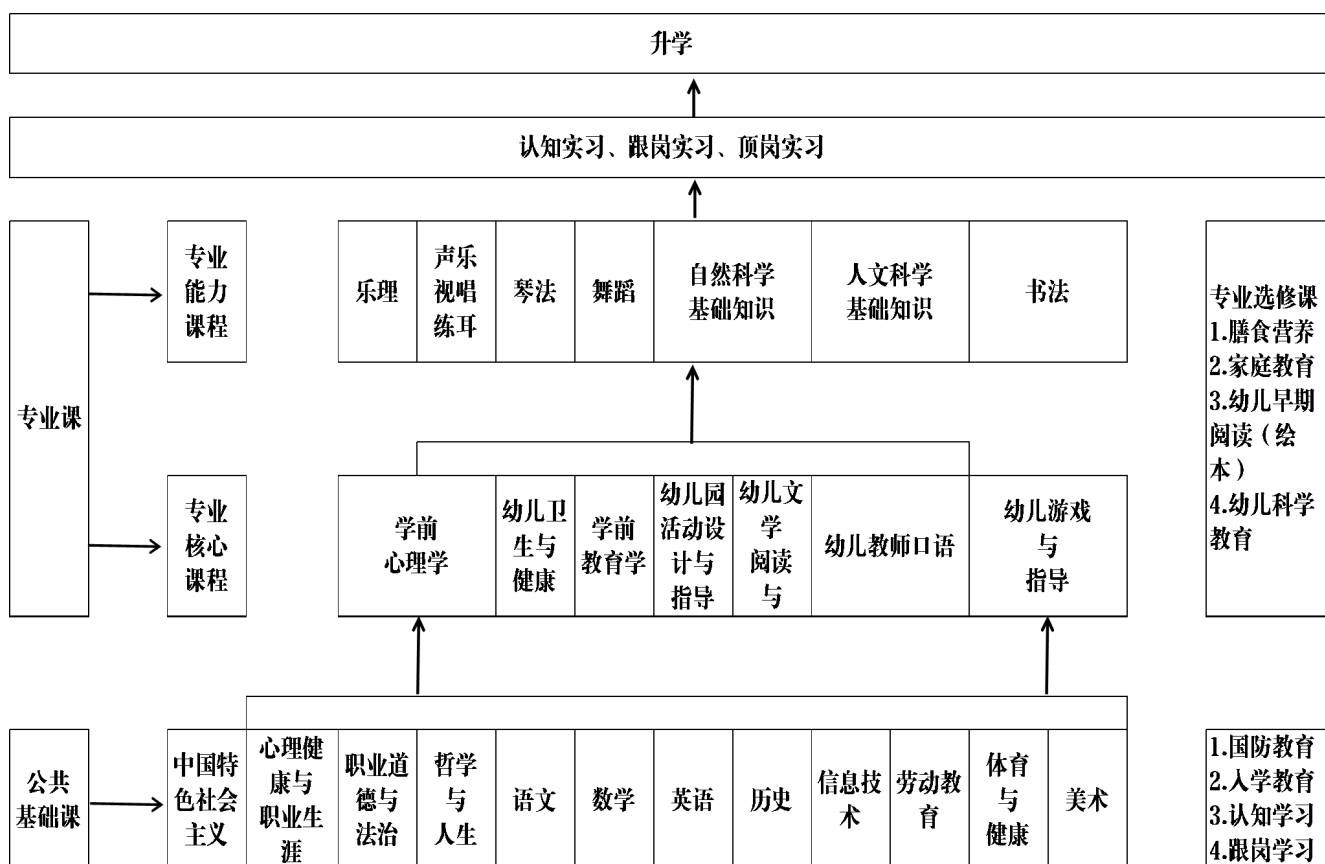 升学
认知实习、跟岗实习、顶岗实习
专业课
专业
能力
课程
乐理
声乐
视唱
练耳
琴法
舞蹈
自然科学
基础知识
人文科学
基础知识
书法
专业选修课
1.膳食营养
2.家庭教育
3.幼儿早期
阅读（绘
本）
4.幼儿科学
教育
专业
核心
课程
学前
心理学
幼儿卫
生与
健康
学前
教育学
幼儿园
活动设
计与
指导
幼儿文
学
阅读与
幼儿教师口语
幼儿游戏
与
指导
公共
基础课
中国特
色社会
主义
心理健
康与
职业生
涯
职业道
德与
法治
哲学
与
人生
语文
数学
英语
历史
信息技
术
劳动教
育
体育
与
健康
美术
1.国防教育
2.入学教育
3.认知学习
4.跟岗学习